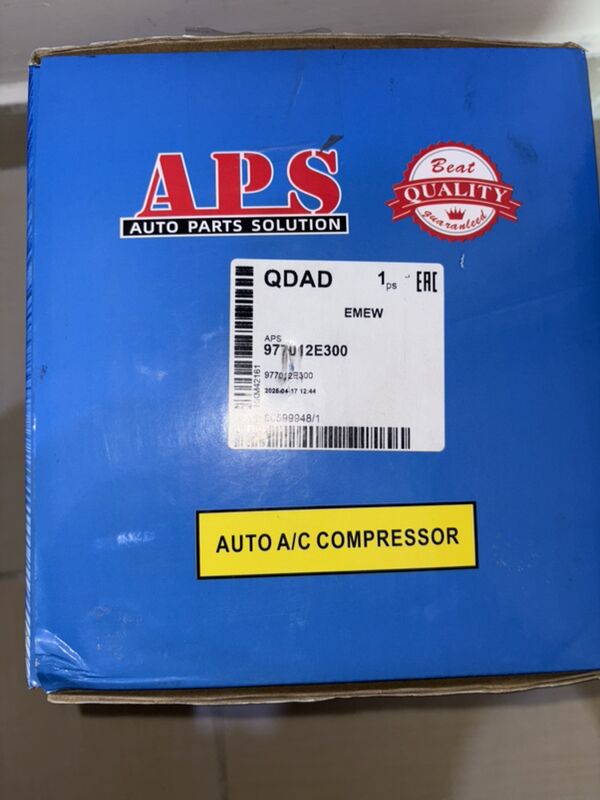 APS
AUTO PARTS SOLUTION
Beat
QUALITY
guaranleed
QDAD 1ps EAC
EMEW
APS
977012E300
977012E300
2025-04-17 12:44
AUTO A/C COMPRESSOR